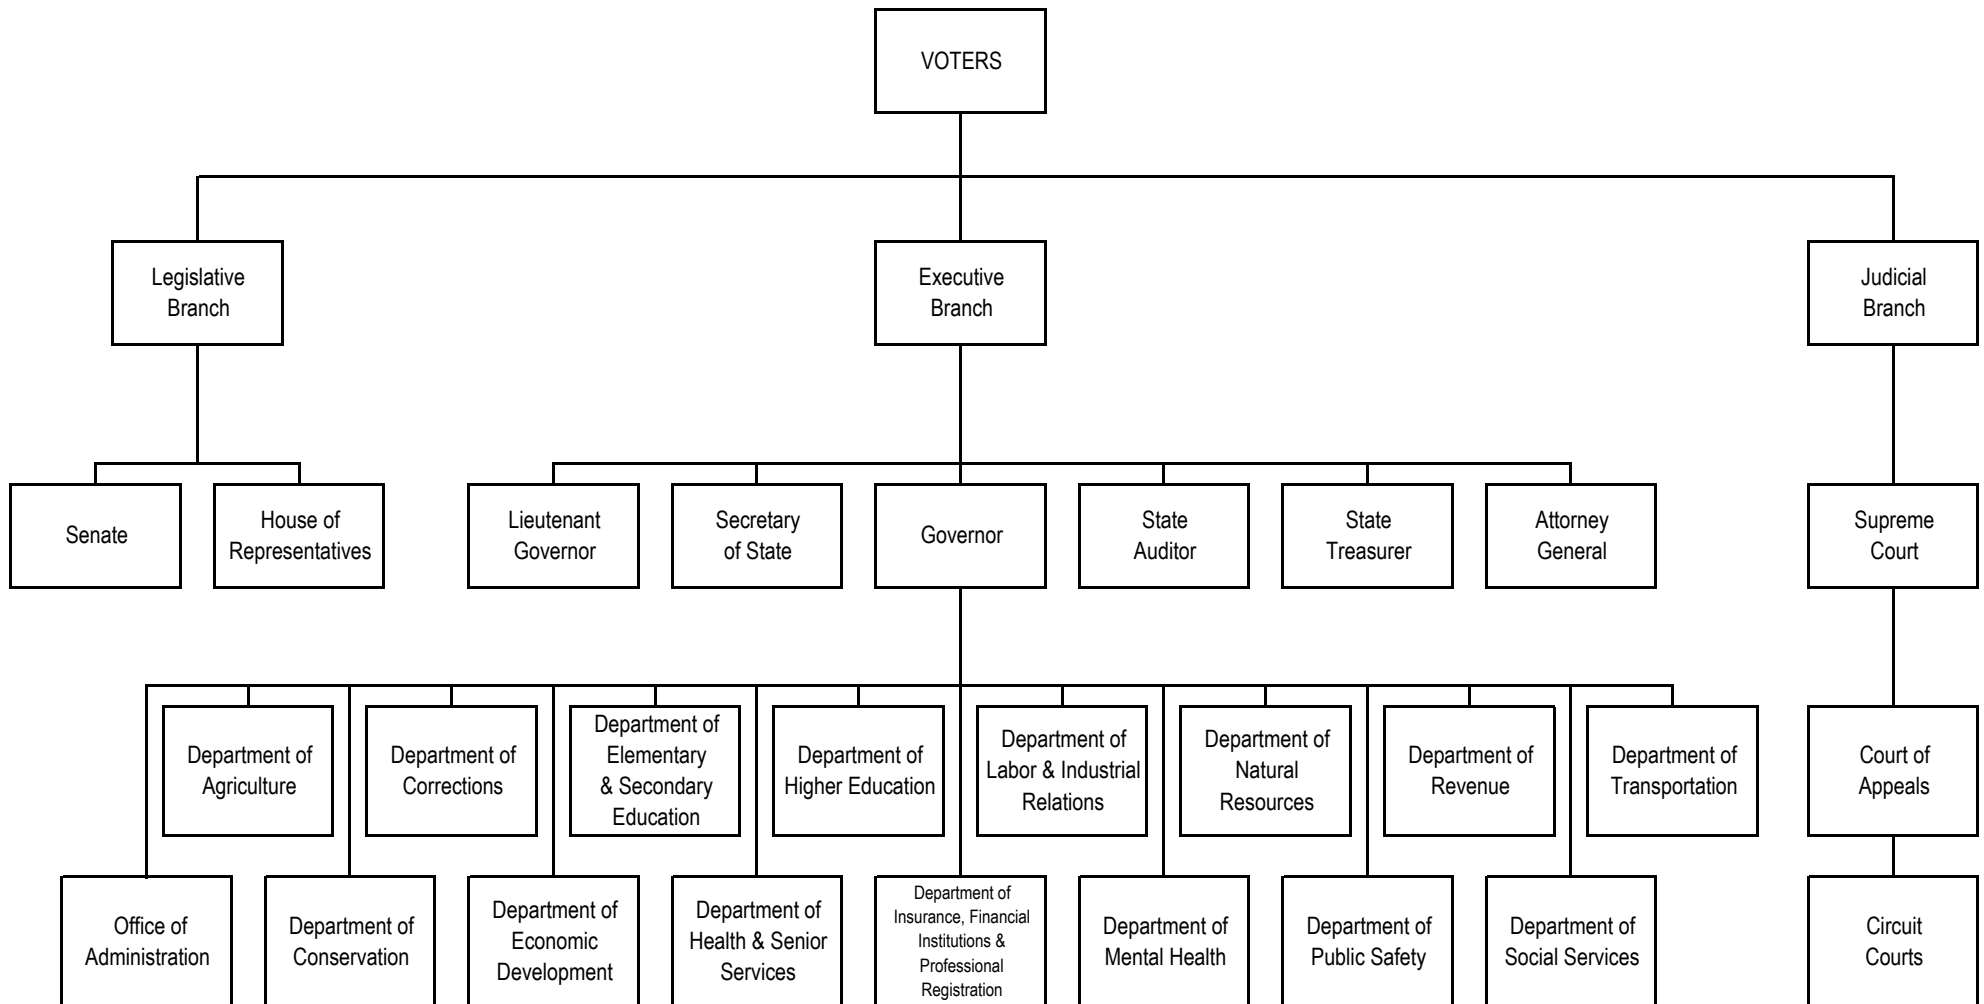 VOTERS
Legislative
Branch
Executive
Branch
Judicial
Branch
Senate
House of
Representatives
Lieutenant
Governor
Secretary
of State
Governor
State
Auditor
State
Treasurer
Attorney
General
Supreme
Court
Department of
Agriculture
Department of
Corrections
Department of
Elementary
& Secondary
Education
Department of
Higher Education
Department of
Labor & Industrial
Relations
Department of
Natural
Resources
Department of
Revenue
Department of
Transportation
Court of
Appeals
Office of
Administration
Department of
Conservation
Department of
Economic
Development
Department of
Health & Senior
Services
Department of
Insurance, Financial
Institutions &
Professional
Registration
Department of
Mental Health
Department of
Public Safety
Department of
Social Services
Circuit
Courts